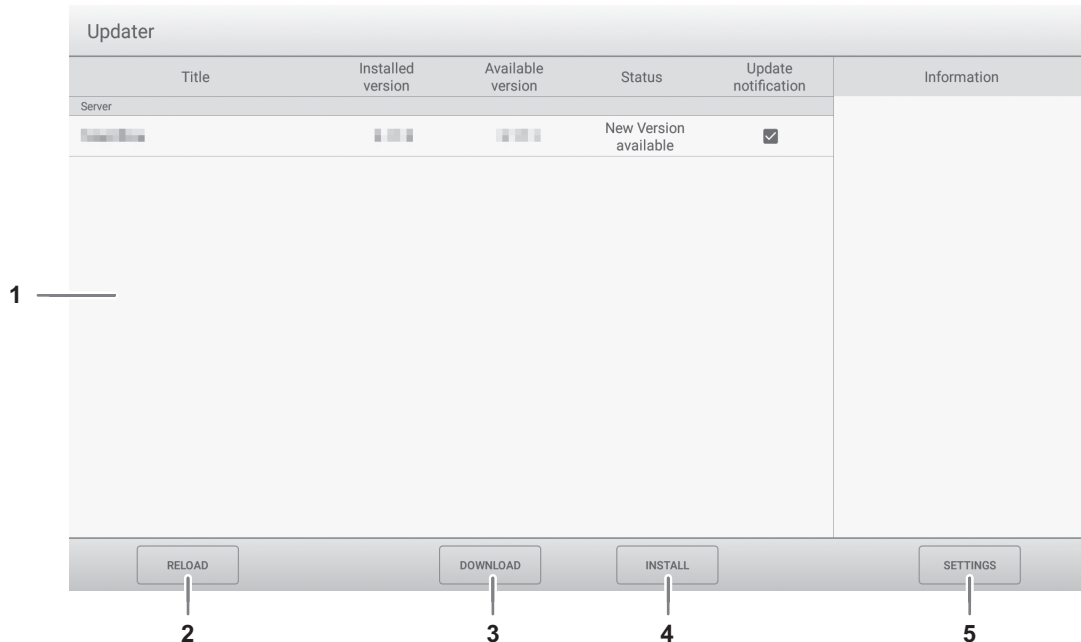 Updater
Title
Installed version
Available version
Status
Update notification
Information
Server
New Version available
1
RELOAD
DOWNLOAD
INSTALL
SETTINGS
2
3
4
5